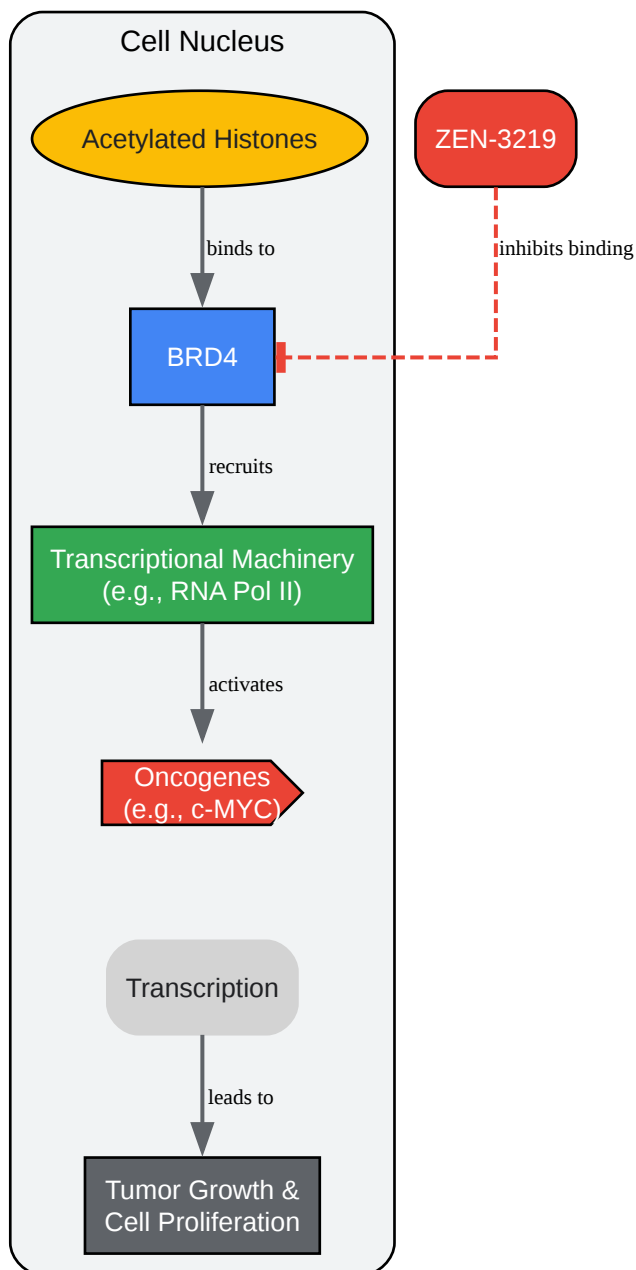 Cell Nucleus
Acetylated Histones
ZEN-3219
binds to
inhibits binding
BRD4
recruits
Transcriptional Machinery
(e.g., RNA Pol II)
activates
Oncogenes
(e.g., c-MYC)
Transcription
leads to
Tumor Growth &
Cell Proliferation